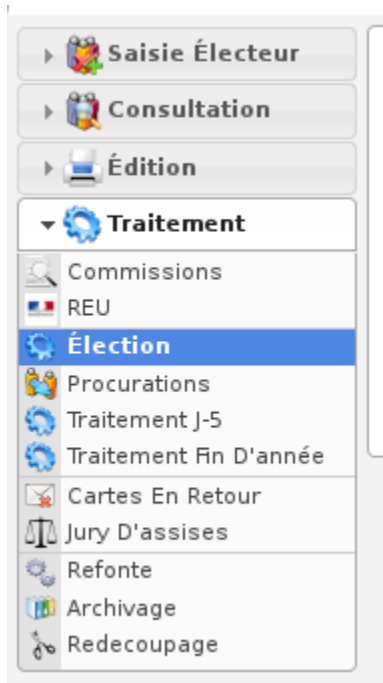 Saisie Électeur
Consultation
Édition
Traitement
Commissions
REU
Élection
Procurations
Traitement J-5
Traitement Fin D'année
Cartes En Retour
Jury D'assises
Refonte
Archivage
Redecoupage